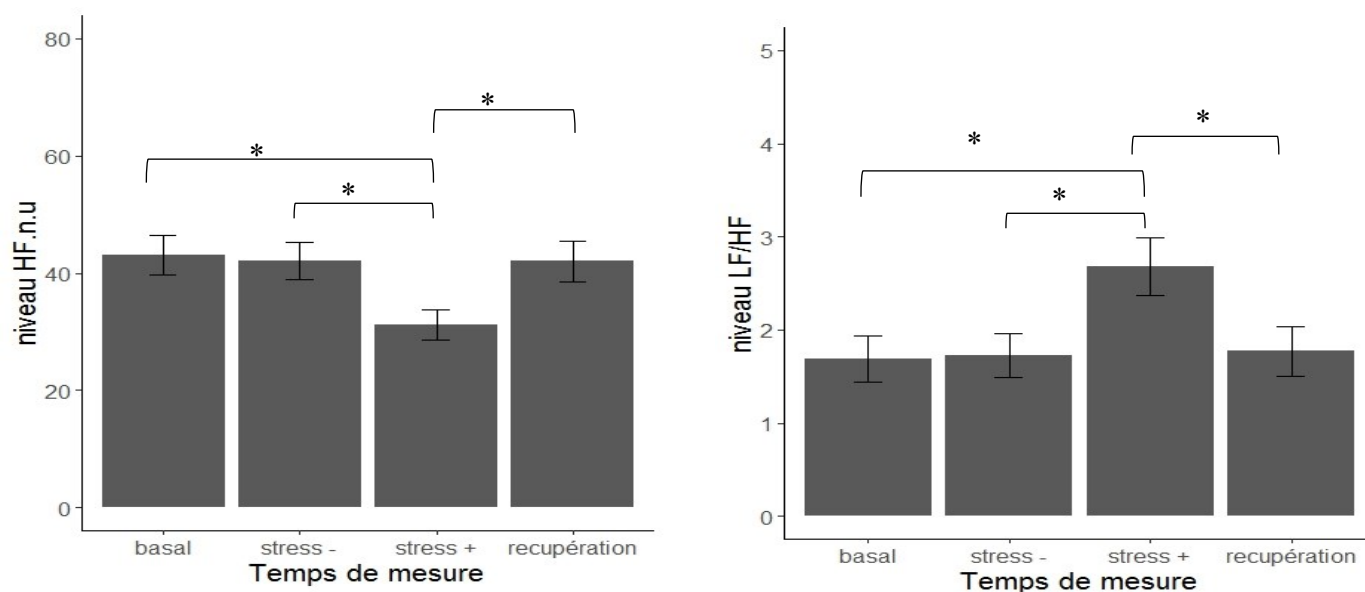 niveau HF.n.u
80
60
40
20
0
*
*
*
basal
stress -
stress +
recupération
Temps de mesure
niveau LF/HF
5
4
3
2
1
0
*
*
*
basal
stress -
stress +
recupération
Temps de mesure